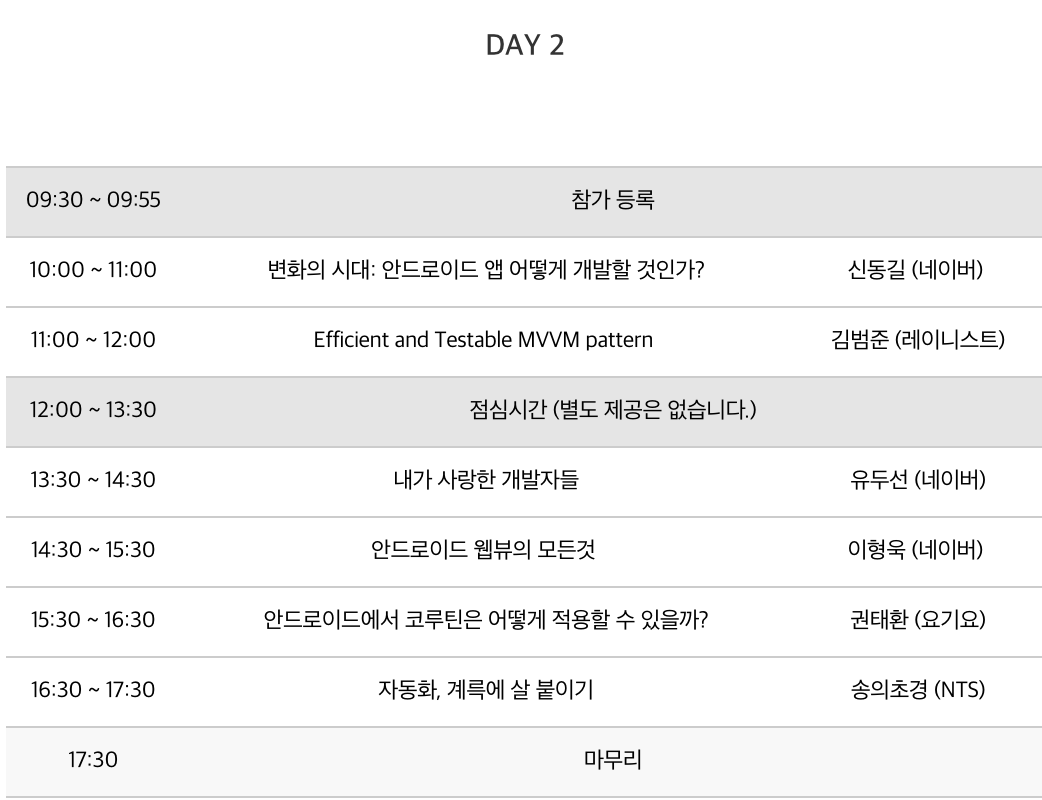 DAY 2
09:30 ~ 09:55 참가 등록
10:00 ~ 11:00 변화의 시대: 안드로이드 앱 어떻게 개발할 것인가? 신동길 (네이버)
11:00 ~ 12:00 Efficient and Testable MVVM pattern 김범준 (레이니스트)
12:00 ~ 13:30 점심시간 (별도 제공은 없습니다.)
13:30 ~ 14:30 내가 사랑한 개발자들 유두선 (네이버)
14:30 ~ 15:30 안드로이드 웹뷰의 모든것 이형욱 (네이버)
15:30 ~ 16:30 안드로이드에서 코루틴은 어떻게 적용할 수 있을까? 권태환 (요기요)
16:30 ~ 17:30 자동화, 계륵에 살 붙이기 송의초경 (NTS)
17:30 마무리